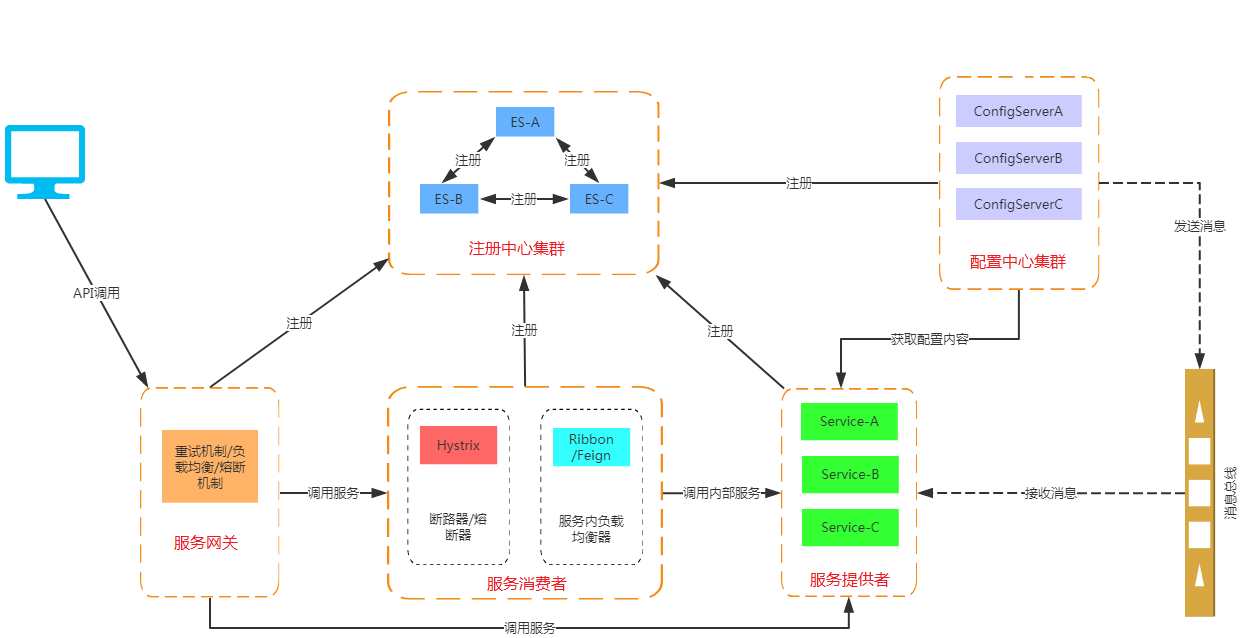 ES-A
注册
注册
ES-B
注册
ES-C
注册中心集群
ConfigServerA
ConfigServerB
ConfigServerC
配置中心集群
注册
发送消息
API调用
注册
注册
注册
获取配置内容
重试机制/负
载均衡/熔断
机制
服务网关
调用服务
Hystrix
断路器/熔
断器
Ribbon
/Feign
服务内负载
均衡器
服务消费者
调用内部服务
Service-A
Service-B
Service-C
服务提供者
接收消息
消息总线
调用服务